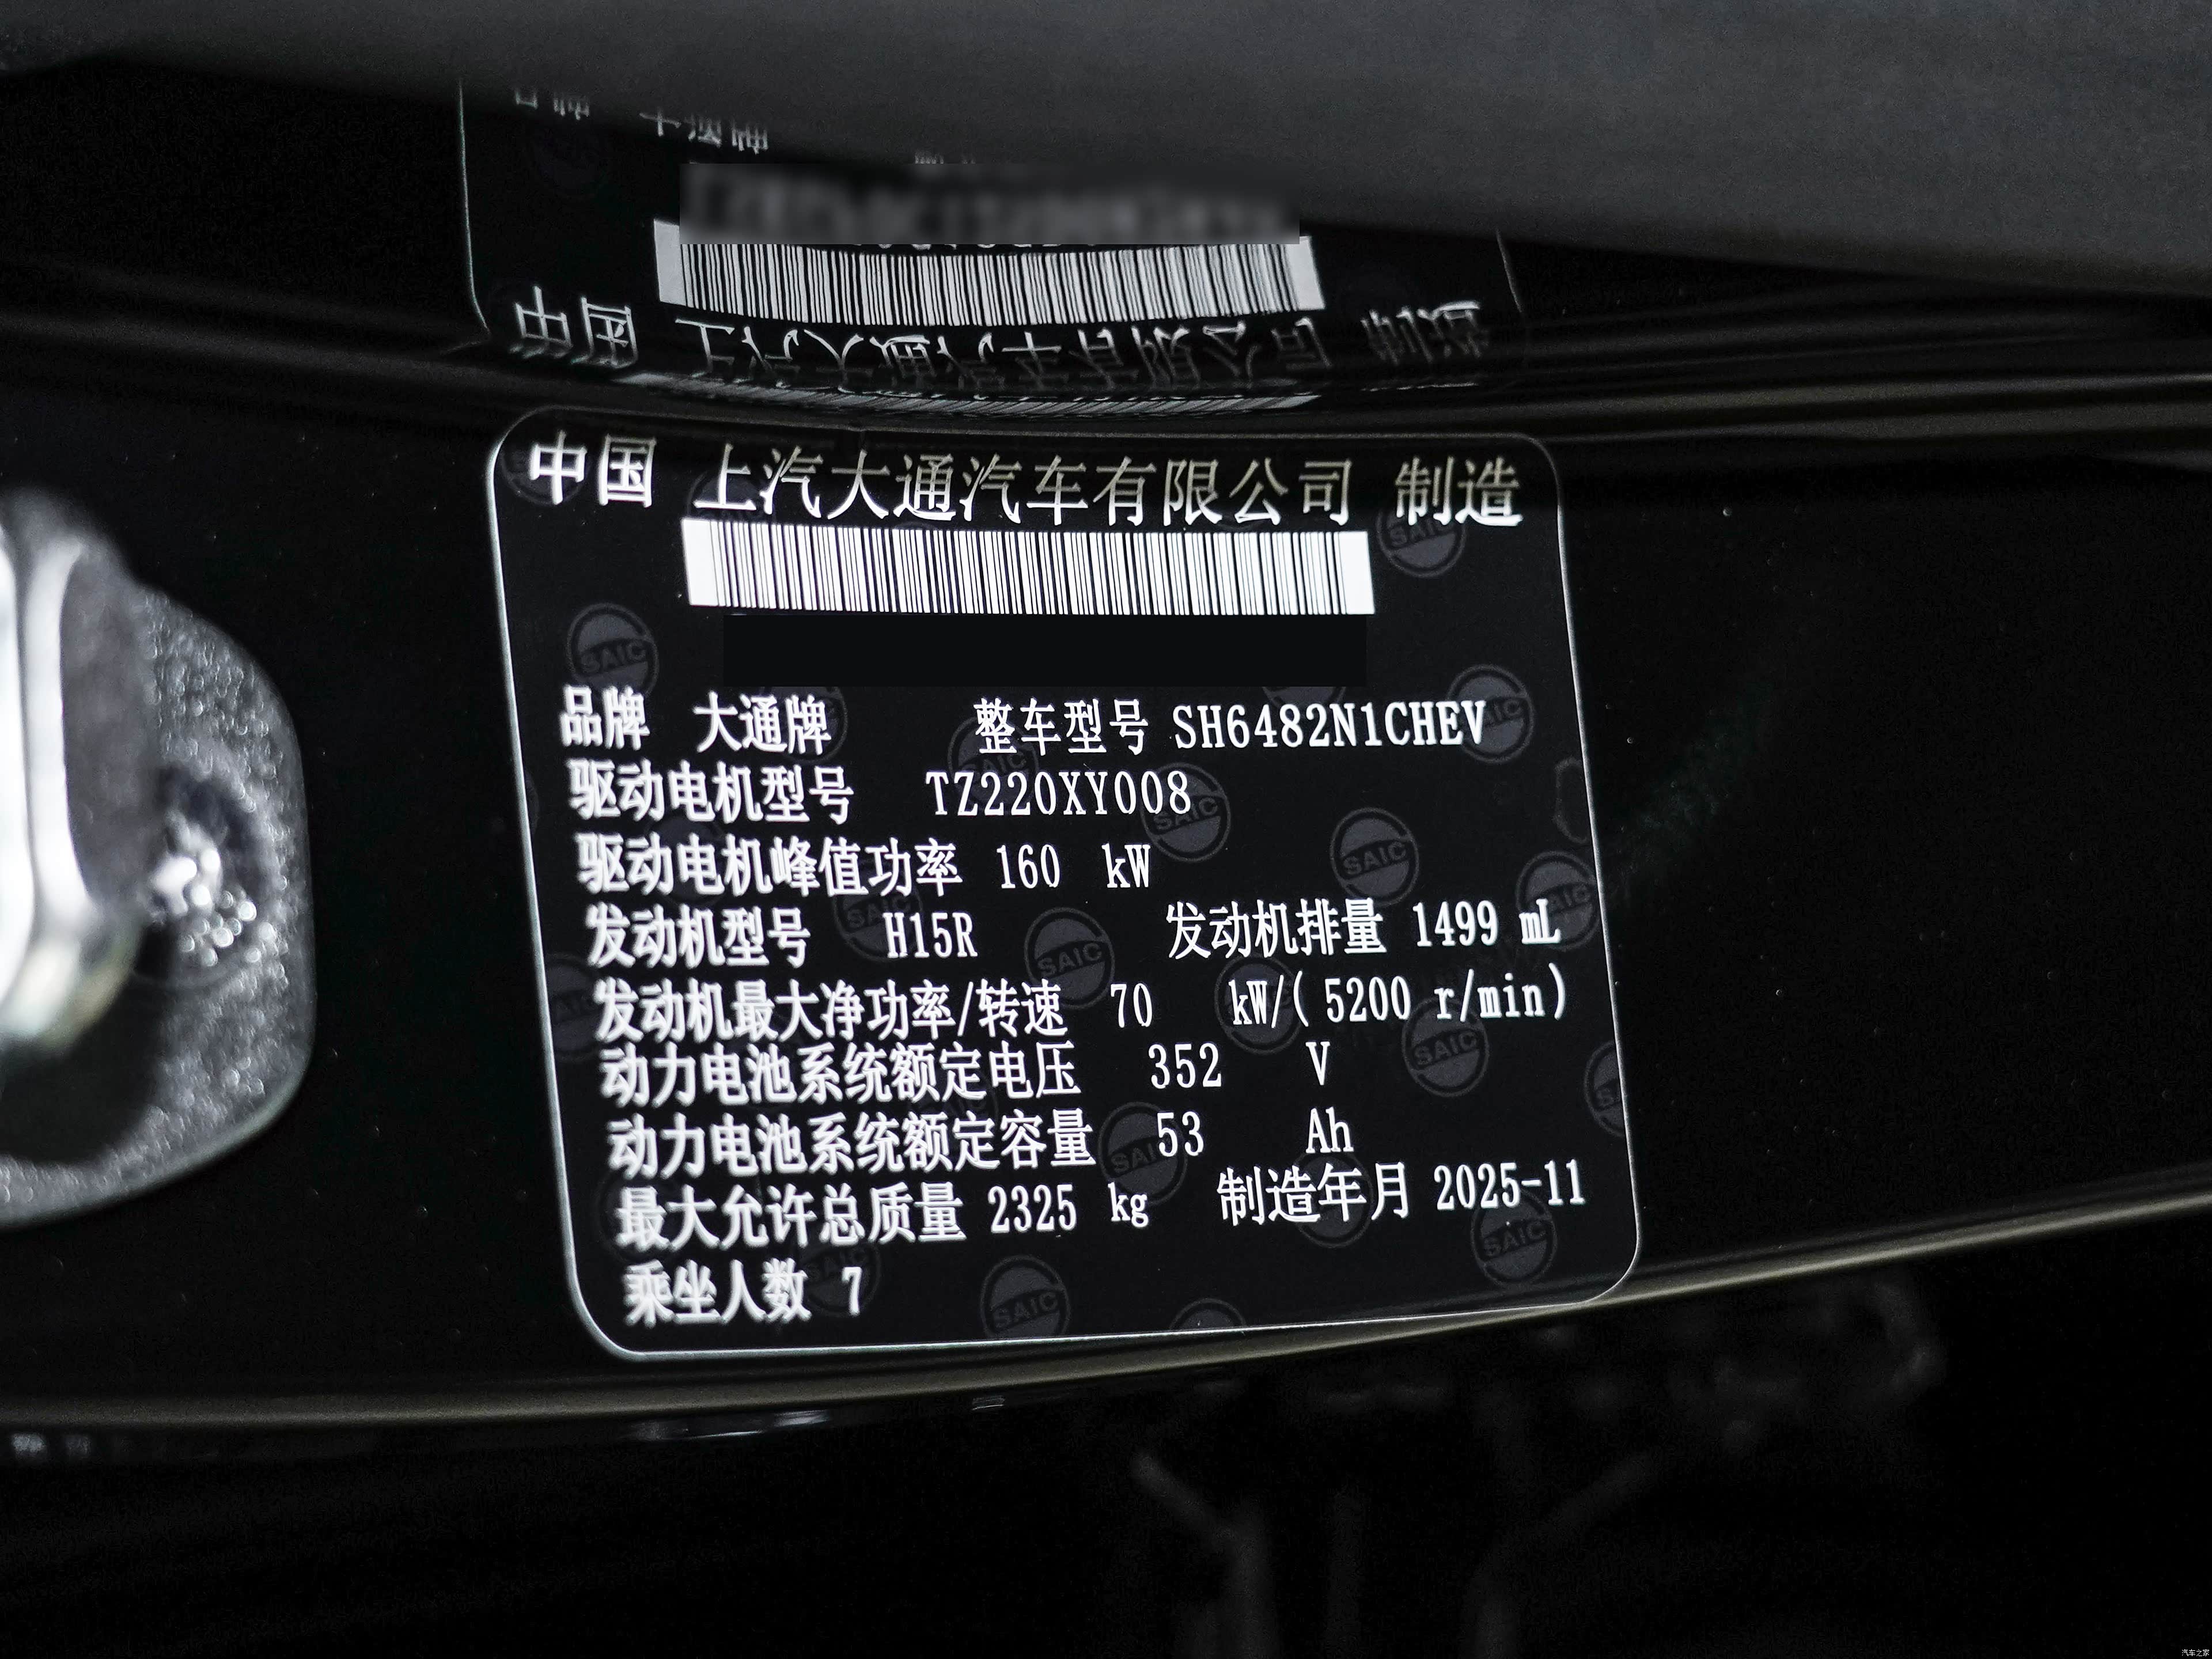 中国 上汽大通汽车有限公司 制造
品牌 大通牌 整车型号 SH6482N1CHEV
驱动电机型号 TZ220XY008
驱动电机峰值功率 160 kW
发动机型号 H15R 发动机排量 1499 mL
发动机最大净功率/转速 70 kW/(5200 r/min)
动力电池系统额定电压 352 V
动力电池系统额定容量 53 Ah
最大允许总质量 2325 kg 制造年月 2025-11
乘坐人数 7
SAIC
汽车之家